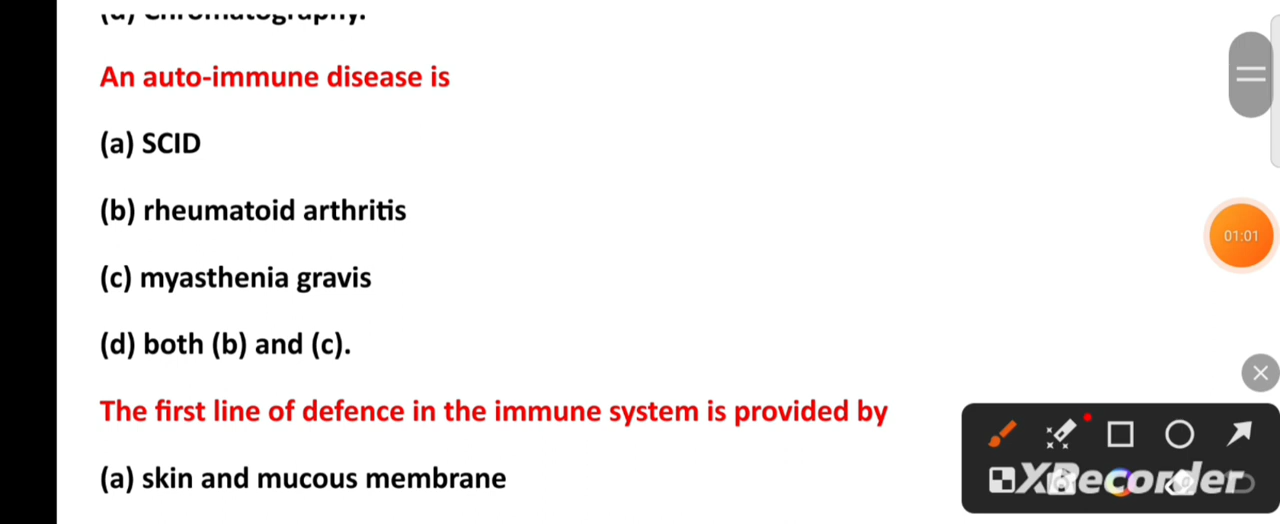 An auto-immune disease is
(a) SCID
(b) rheumatoid arthritis
01:01
(c) myasthenia gravis
(d) both (b) and (c).
The first line of defence in the immune system is provided by
(a) skin and mucous membrane
XRecorder